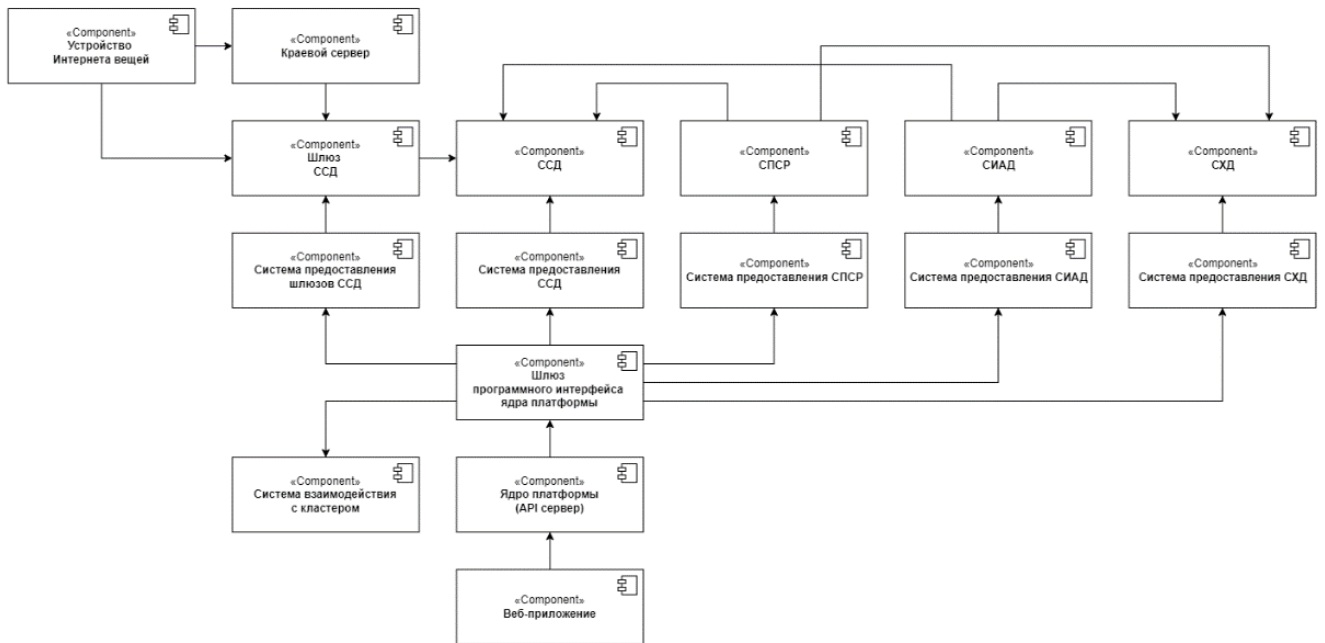 «Component»
Устройство
Интернета вещей
«Component»
Краевой сервер
«Component»
Шлюз
ССД
«Component»
ССД
«Component»
СПСР
«Component»
СИАД
«Component»
СХД
«Component»
Система предоставления
шлюзов ССД
«Component»
Система предоставления
ССД
«Component»
Система предоставления СПСР
«Component»
Система предоставления СИАД
«Component»
Система предоставления СХД
«Component»
Шлюз
программного интерфейса
ядра платформы
«Component»
Система взаимодействия
с кластером
«Component»
Ядро платформы
(API сервер)
«Component»
Веб-приложение